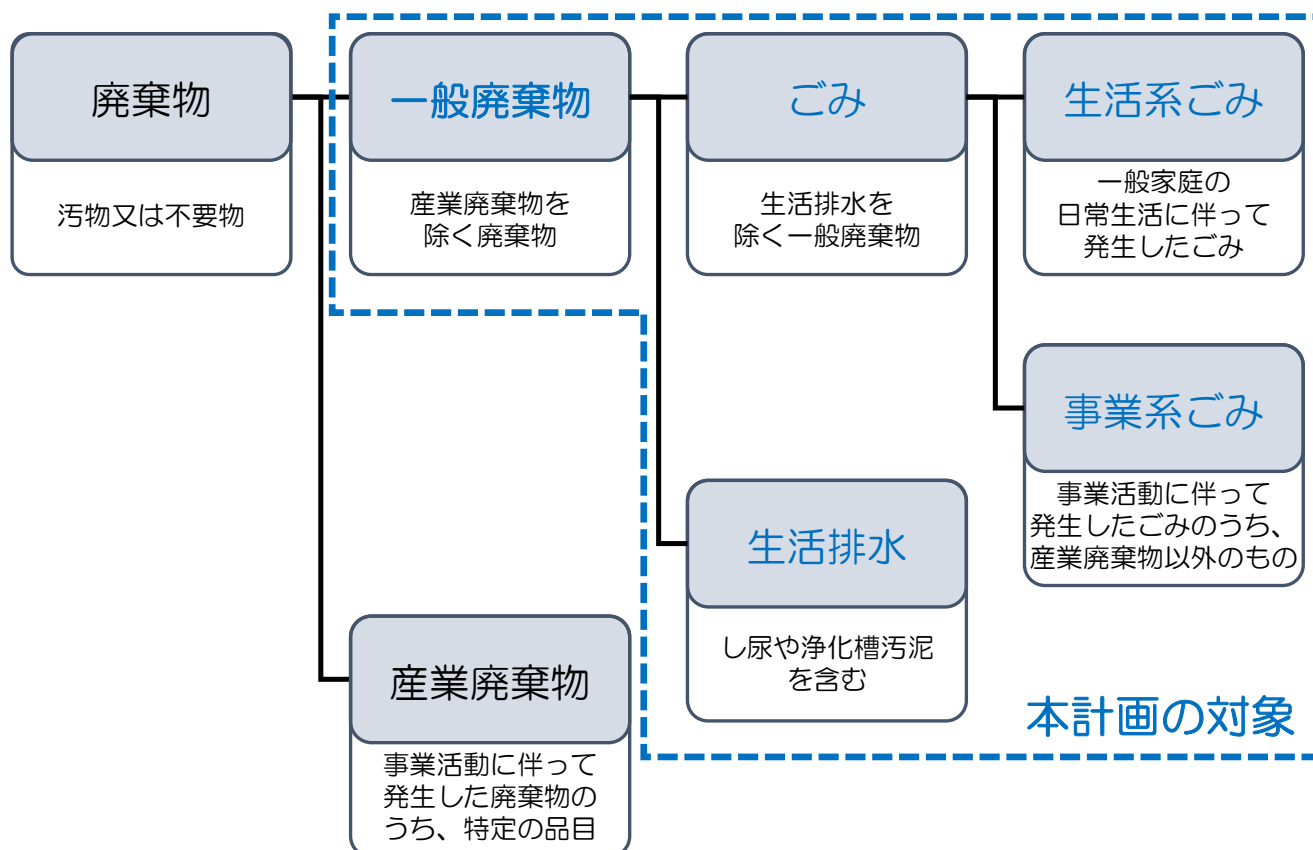 廃棄物
汚物又は不要物
一般廃棄物
産業廃棄物を
除く廃棄物
ごみ
生活排水を
除く一般廃棄物
生活系ごみ
一般家庭の
日常生活に伴って
発生したごみ
事業系ごみ
事業活動に伴って
発生したごみのうち、
産業廃棄物以外のもの
生活排水
し尿や浄化槽汚泥
を含む
産業廃棄物
事業活動に伴って
発生した廃棄物の
うち、特定の品目
本計画の対象